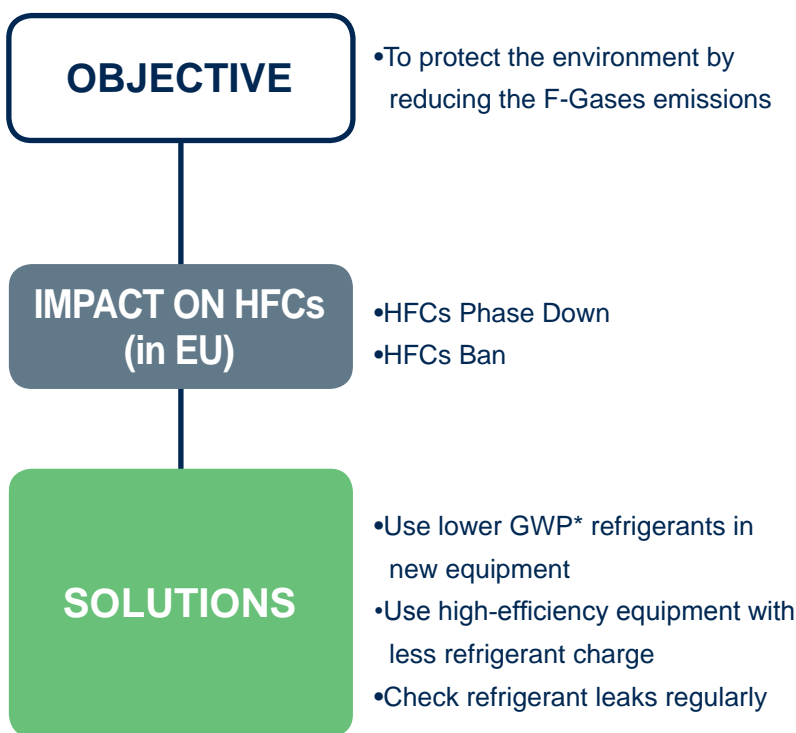 OBJECTIVE
•To protect the environment by
reducing the F-Gases emissions
IMPACT ON HFCs
(in EU)
•HFCs Phase Down
•HFCs Ban
SOLUTIONS
•Use lower GWP* refrigerants in
new equipment
•Use high-efficiency equipment with
less refrigerant charge
•Check refrigerant leaks regularly